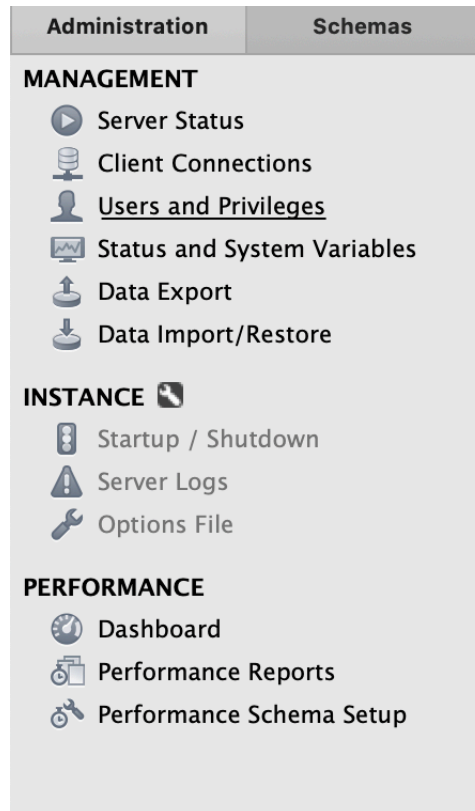 Administration Schemas
MANAGEMENT
Server Status
Client Connections
Users and Privileges
Status and System Variables
Data Export
Data Import/Restore
INSTANCE
Startup / Shutdown
Server Logs
Options File
PERFORMANCE
Dashboard
Performance Reports
Performance Schema Setup